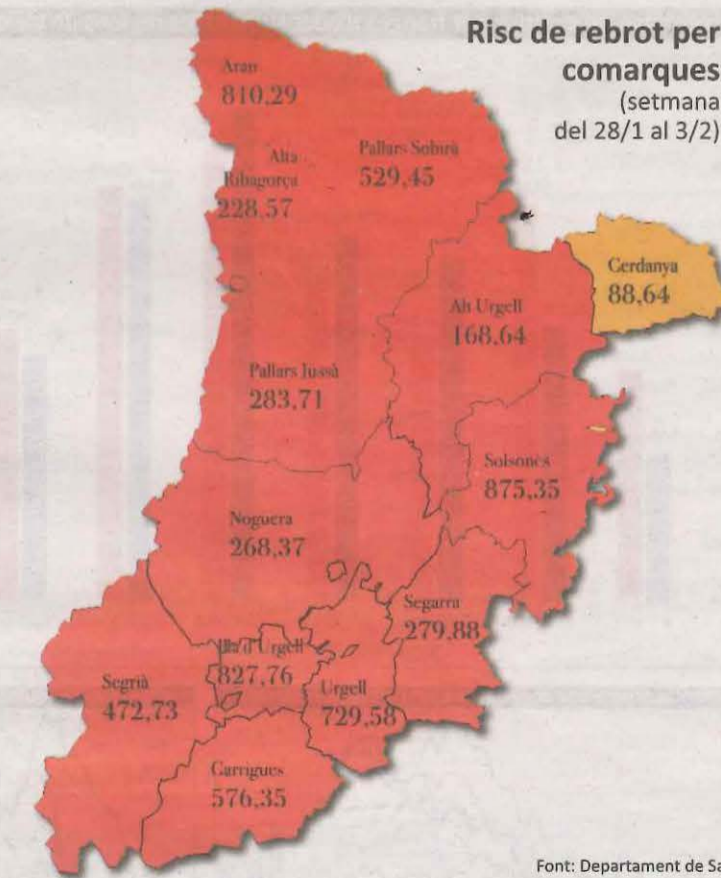 Risc de rebrot per
comarques
(setmana
del 28/1 al 3/2)
Aran
810,29
Alta
Ribagorça
228,57
Pallars Sobirà
529,45
Cerdanya
88,64
Alt Urgell
168,64
Pallars Jussà
283,71
Solsonès
875,35
Noguera
268,37
Segarra
279,88
Pla d'Urgell
827,76
Segrià
472,73
Urgell
729,58
Garrigues
576,35
Font: Departament de